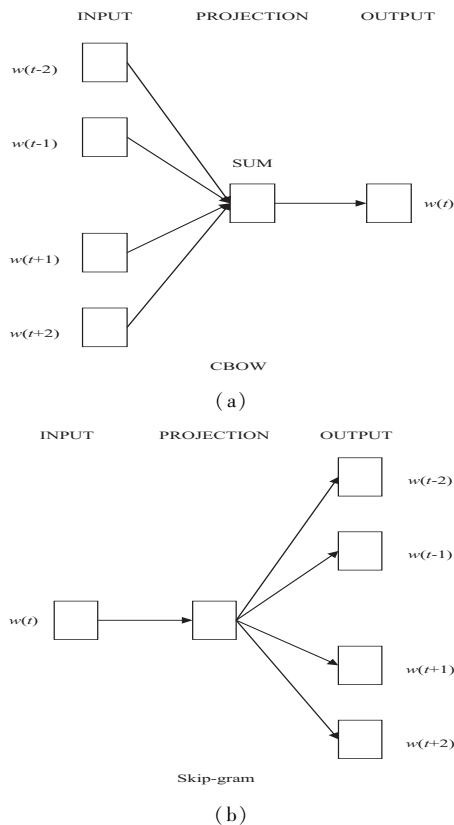 INPUT PROJECTION OUTPUT
w(t-2)
w(t-1)
SUM
w(t)
w(t+1)
w(t+2)
CBOW
(a)
INPUT PROJECTION OUTPUT
w(t-2)
w(t-1)
w(t)
w(t+1)
w(t+2)
Skip-gram
(b)